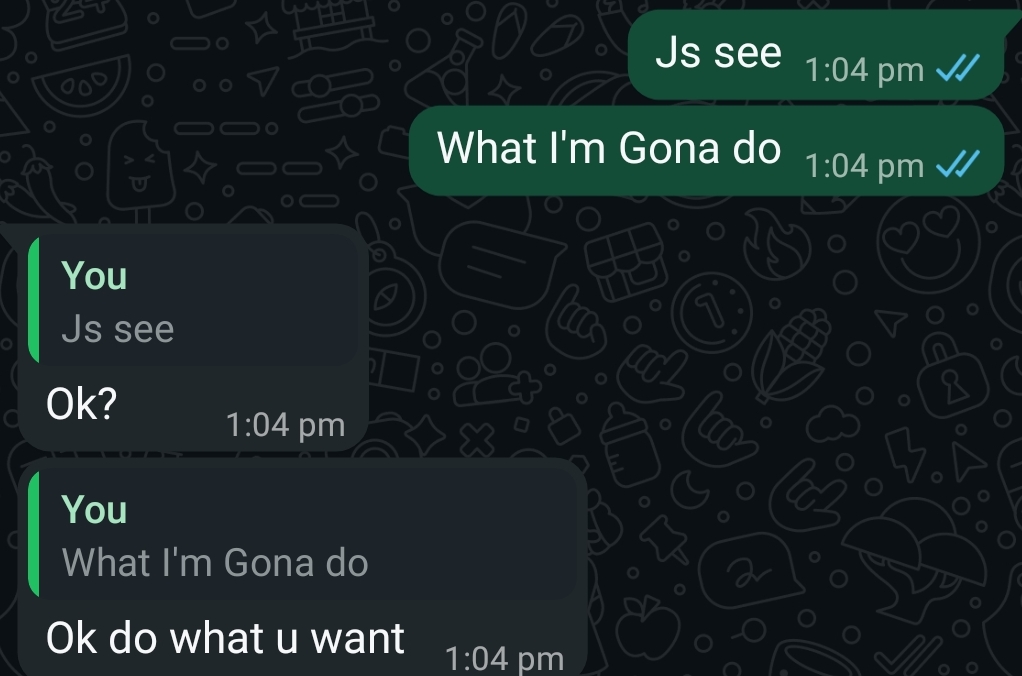 Js see 1:04 pm
What I'm Gona do 1:04 pm
You
Js see
Ok? 1:04 pm
You
What I'm Gona do
Ok do what u want 1:04 pm